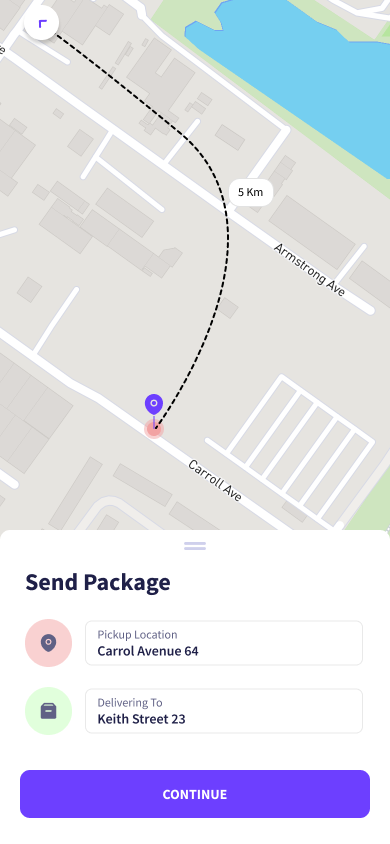 5 Km
Armstrong Ave
Carroll Ave
Send Package
Pickup Location
Carrol Avenue 64
Delivering To
Keith Street 23
CONTINUE